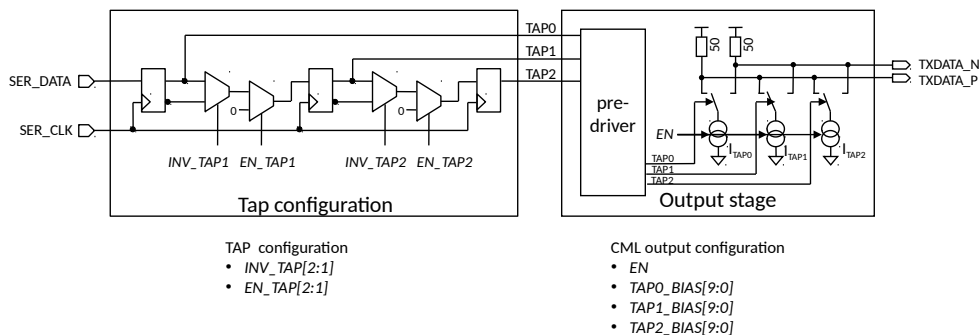 TAP0
50
50
TAP1
TXDATA_N
SER_DATA
TAP2
TXDATA_P
pre-
driver
0
0
SER_CLK
EN
I_TAP0
I_TAP1
I_TAP2
INV_TAP1
EN_TAP1
INV_TAP2
EN_TAP2
TAP0
TAP1
TAP2
Tap configuration
Output stage
TAP configuration
• INV_TAP[2:1]
• EN_TAP[2:1]
CML output configuration
• EN
• TAP0_BIAS[9:0]
• TAP1_BIAS[9:0]
• TAP2_BIAS[9:0]